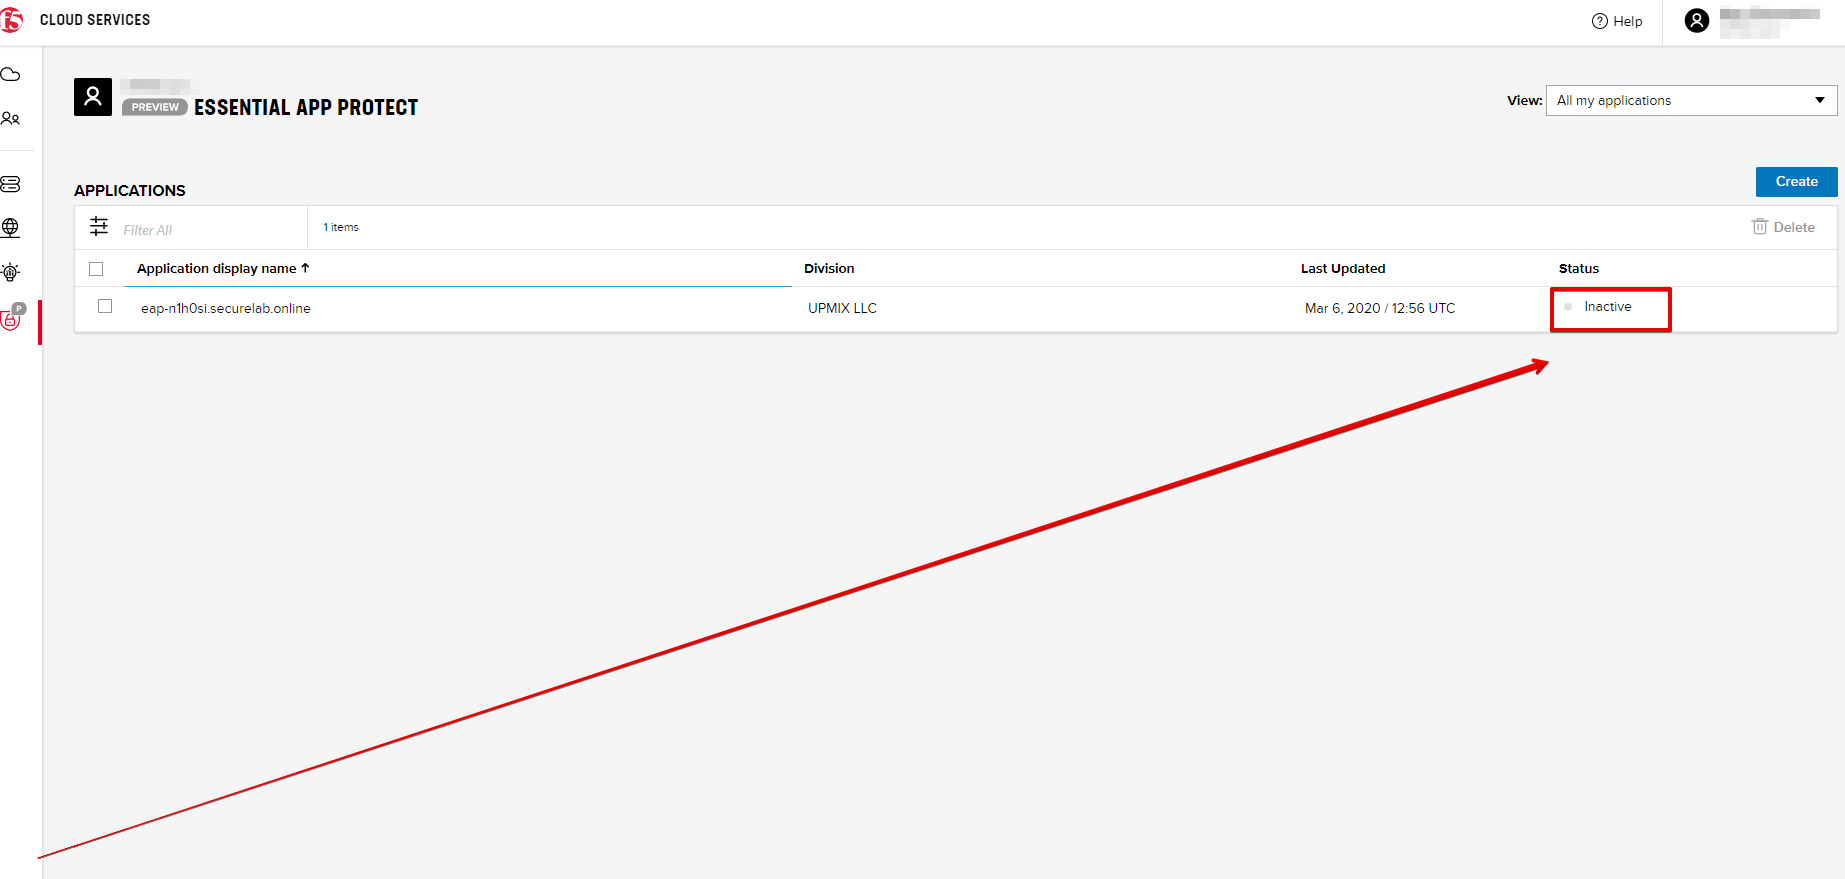 f5 CLOUD SERVICES
Help
PREVIEW ESSENTIAL APP PROTECT
View: All my applications
APPLICATIONS
Create
Filter All
1 items
Delete
Application display name ↑ Division Last Updated Status
eap-n1h0si.securelab.online UPMIX LLC Mar 6, 2020 / 12:56 UTC Inactive
P